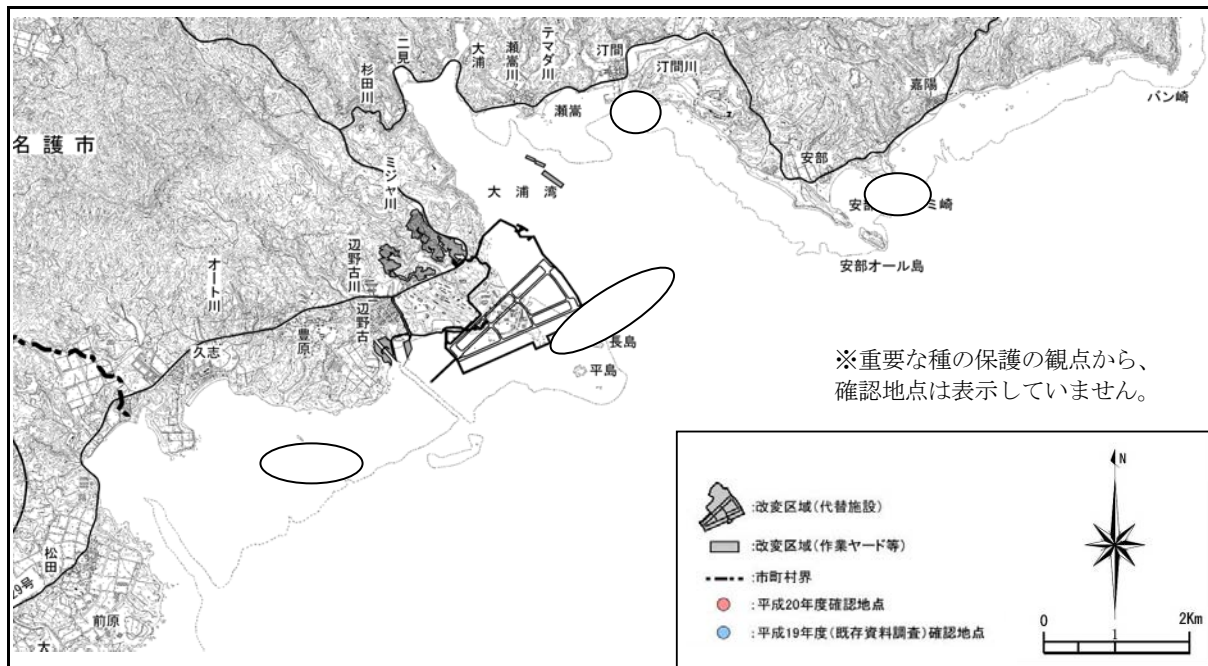 名護市
杉田川
二見
大浦
瀬嵩川
テマダ川
汀間
汀間川
瀬嵩
嘉陽
バン崎
安部
安部
ミ崎
安部オール島
大浦湾
ミジャ川
辺野古川
辺野古
オート川
豊原
久志
長島
平島
松田
前原
29号
大
※重要な種の保護の観点から、
確認地点は表示していません。
:改変区域(代替施設)
:改変区域(作業ヤード等)
:市町村界
:平成20年度確認地点
:平成19年度(既存資料調査)確認地点
N
0 1 2Km